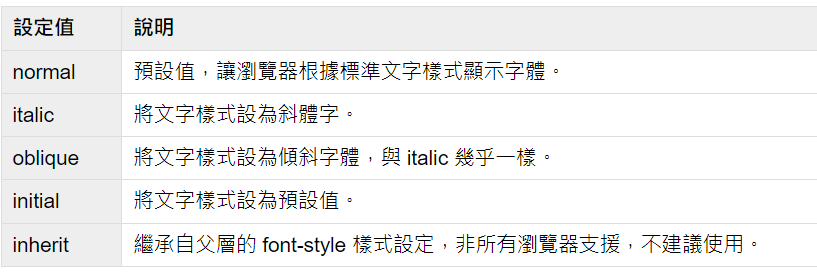 設定值 說明
normal 預設值，讓瀏覽器根據標準文字樣式顯示字體。
italic 將文字樣式設為斜體字。
oblique 將文字樣式設為傾斜字體，與 italic 幾乎一樣。
initial 將文字樣式設為預設值。
inherit 繼承自父層的 font-style 樣式設定，非所有瀏覽器支援，不建議使用。